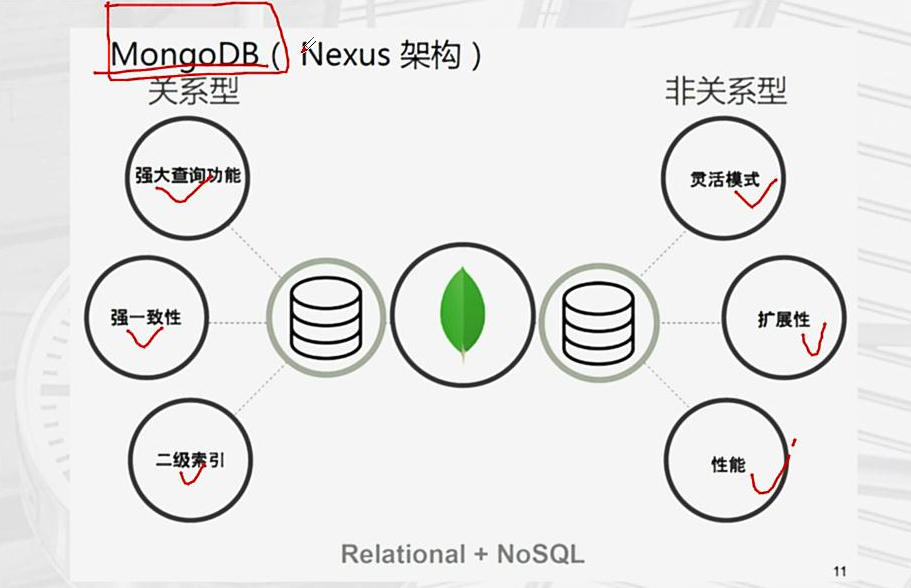 MongoDB（ Nexus 架构）
关系型
非关系型
强大查询功能
灵活模式
强一致性
扩展性
二级索引
性能
Relational + NoSQL
11